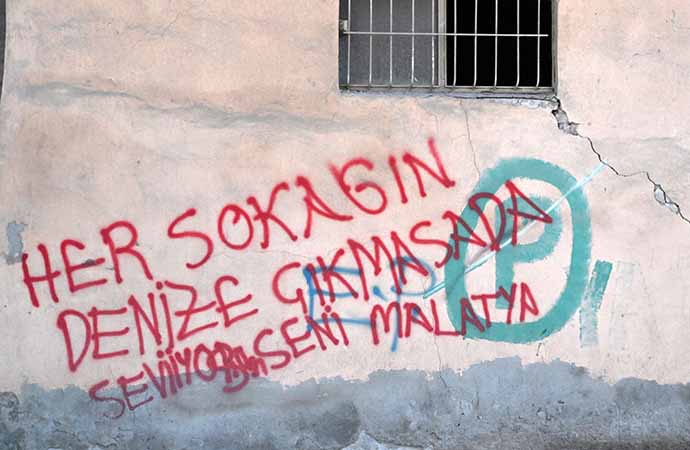 HER SOKAGIN
DENİZE ÇIKMASADA
P
SEVİYORUM SENİ MALATYA